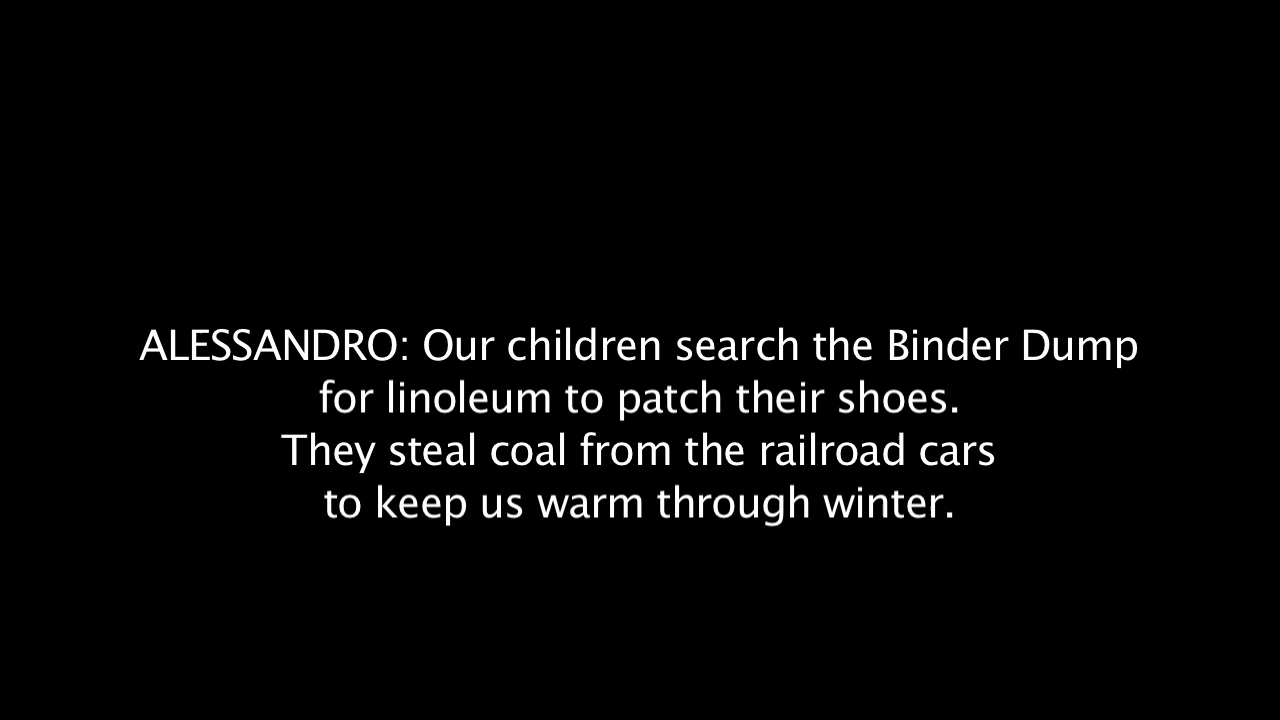 ALESSANDRO: Our children search the Binder Dump
for linoleum to patch their shoes.
They steal coal from the railroad cars
to keep us warm through winter.